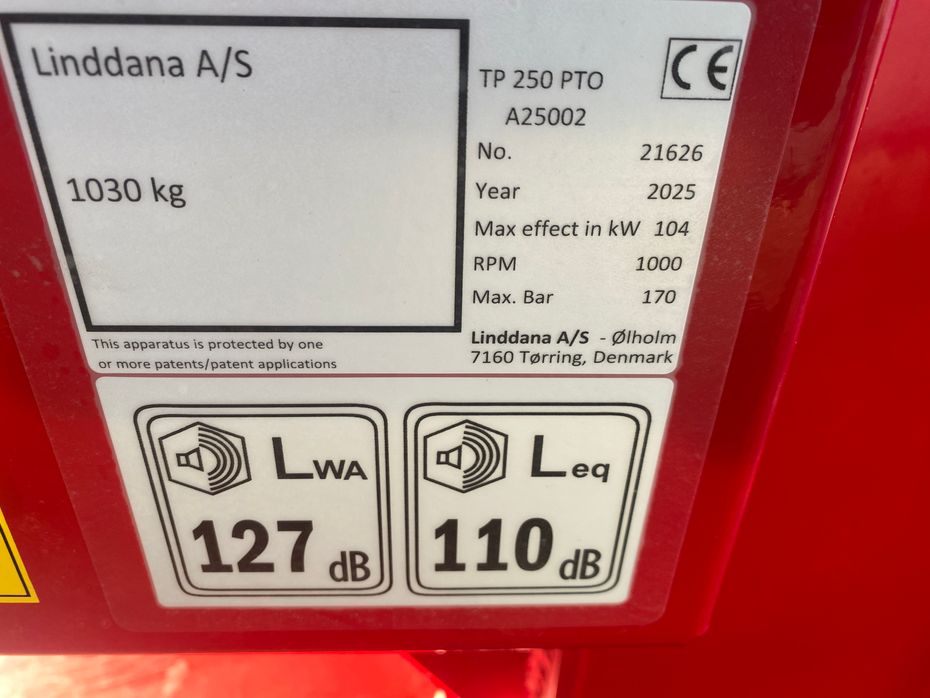 Linddana A/S
1030 kg
This apparatus is protected by one
or more patents/patent applications
CE
TP 250 PTO
A25002
No. 21626
Year 2025
Max effect in kW 104
RPM 1000
Max. Bar 170
Linddana A/S - Ølholm
7160 Tørring, Denmark
LWA
127 dB
Leq
110 dB